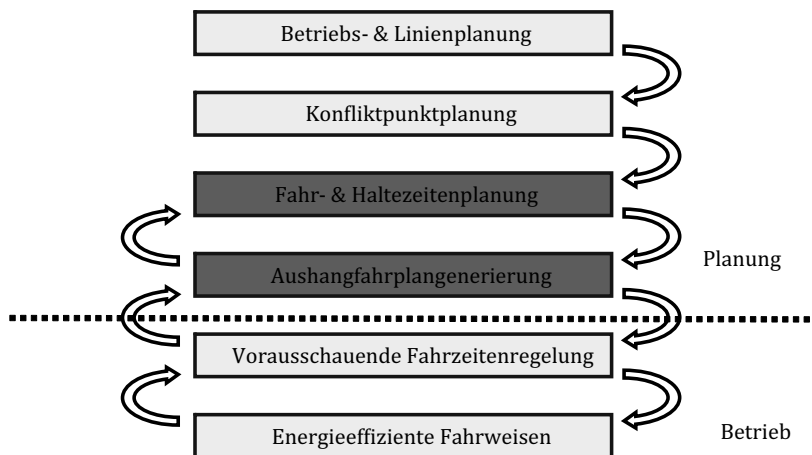 Betriebs- & Linienplanung
Konfliktpunktplanung
Fahr- & Haltezeitenplanung
Aushangfahrplangenerierung
Planung
Vorausschauende Fahrzeitenregelung
Energieeffiziente Fahrweisen
Betrieb